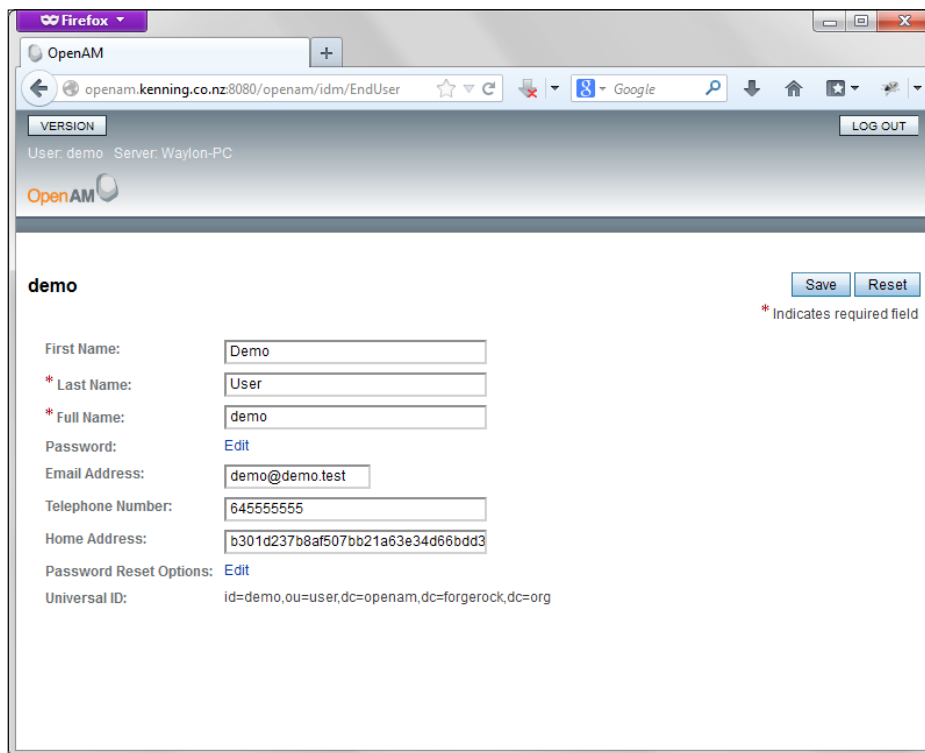 Firefox
OpenAM
openam.kenning.co.nz:8080/openam/idm/EndUser
Google
VERSION
LOG OUT
User: demo Server: Waylon-PC
OpenAM
demo
Save
Reset
* Indicates required field
First Name:
Demo
* Last Name:
User
* Full Name:
demo
Password:
Edit
Email Address:
demo@demo.test
Telephone Number:
645555555
Home Address:
b301d237b8af507bb21a63e34d66bdd3
Password Reset Options:
Edit
Universal ID:
id=demo,ou=user,dc=openam,dc=forgerock,dc=org